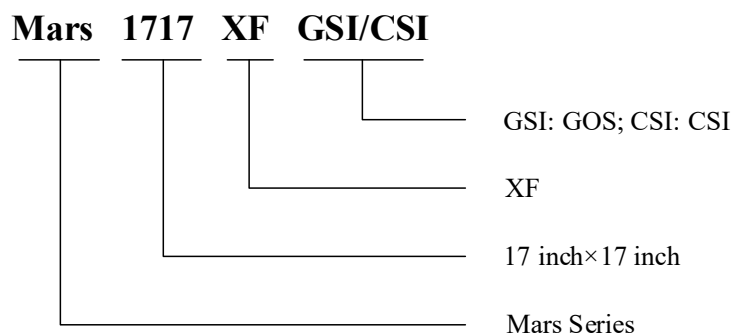 Mars 1717 XF GSI/CSI
GSI: GOS; CSI: CSI
XF
17 inch×17 inch
Mars Series